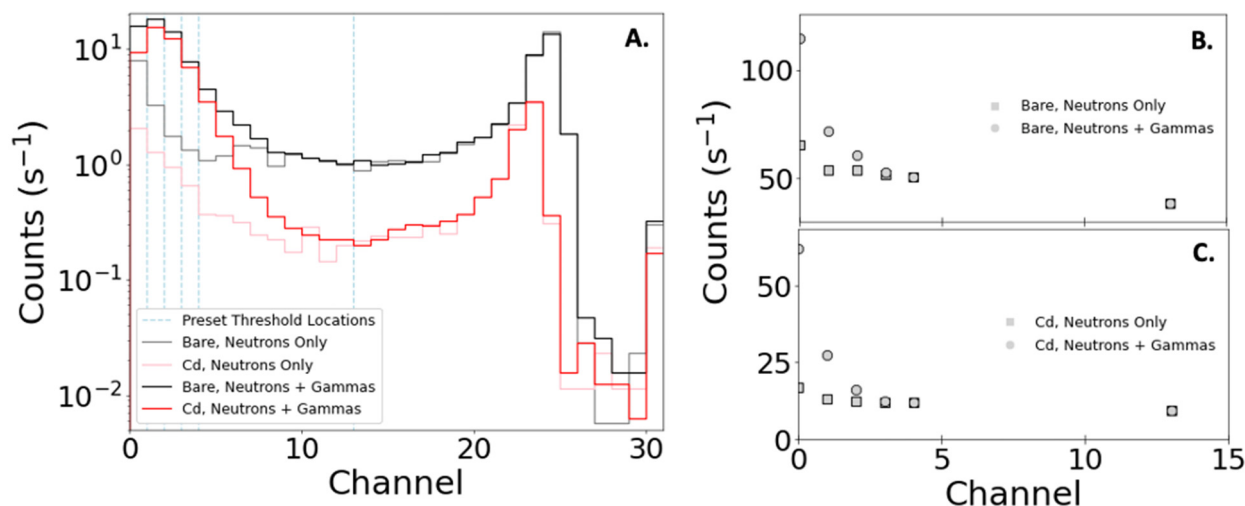 A.
10¹
10⁰
10⁻¹
10⁻²
Counts (s⁻¹)
Preset Threshold Locations
Bare, Neutrons Only
Cd, Neutrons Only
Bare, Neutrons + Gammas
Cd, Neutrons + Gammas
0 10 20 30
Channel
B.
100
50
Bare, Neutrons Only
Bare, Neutrons + Gammas
Counts (s⁻¹)
C.
50
25
0
Cd, Neutrons Only
Cd, Neutrons + Gammas
0 5 10 15
Channel